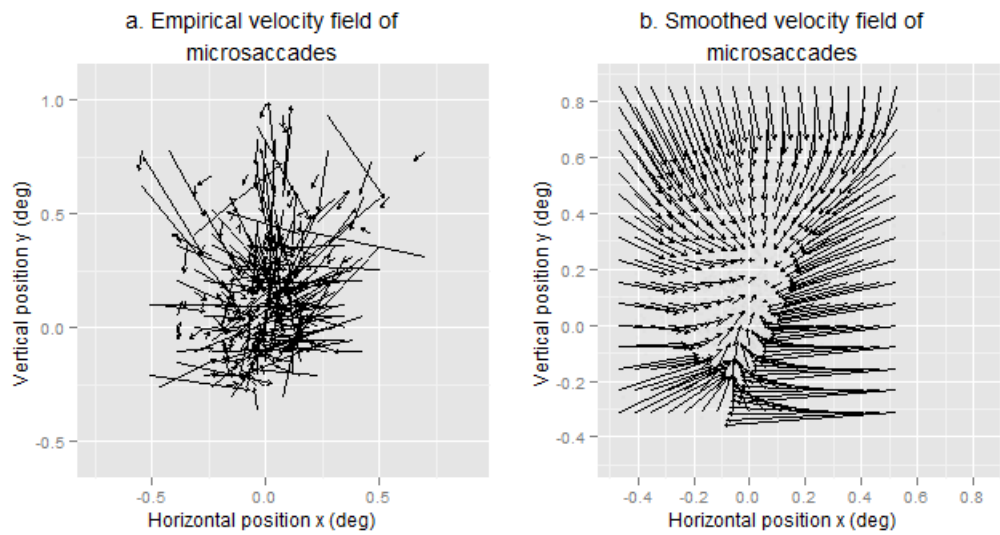 a. Empirical velocity field of
microsaccades
1.0
0.5
0.0
-0.5
Vertical position y (deg)
-0.5 0.0 0.5
Horizontal position x (deg)
b. Smoothed velocity field of
microsaccades
0.8
0.6
0.4
0.2
0.0
-0.2
-0.4
Vertical position y (deg)
-0.4 -0.2 0.0 0.2 0.4 0.6 0.8
Horizontal position x (deg)